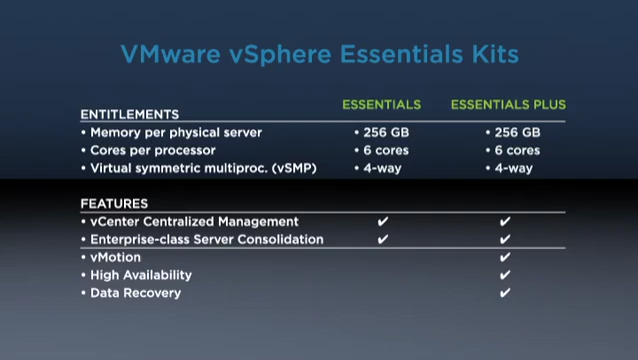 VMware vSphere Essentials Kits
ENTITLEMENTS ESSENTIALS ESSENTIALS PLUS
• Memory per physical server • 256 GB • 256 GB
• Cores per processor • 6 cores • 6 cores
• Virtual symmetric multiproc. (vSMP) • 4-way • 4-way
FEATURES
• vCenter Centralized Management ✔ ✔
• Enterprise-class Server Consolidation ✔ ✔
• vMotion ✔
• High Availability ✔
• Data Recovery ✔